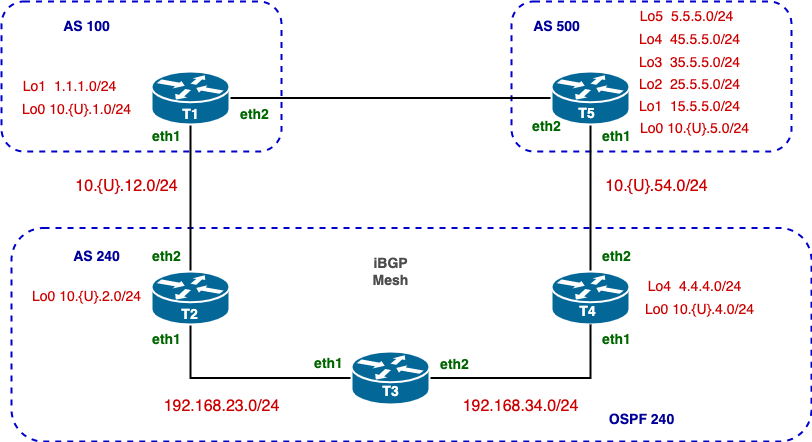 AS 100
AS 500
Lo5 5.5.5.0/24
Lo4 45.5.5.0/24
Lo3 35.5.5.0/24
Lo2 25.5.5.0/24
Lo1 15.5.5.0/24
Lo0 10.{U}.5.0/24
Lo1 1.1.1.0/24
Lo0 10.{U}.1.0/24
T1
eth1
eth2
T5
eth2
eth1
10.{U}.12.0/24
10.{U}.54.0/24
AS 240
eth2
iBGP
Mesh
eth2
Lo0 10.{U}.2.0/24
T2
eth1
Lo4 4.4.4.0/24
Lo0 10.{U}.4.0/24
T4
eth1
eth1
eth2
T3
192.168.23.0/24
192.168.34.0/24
OSPF 240